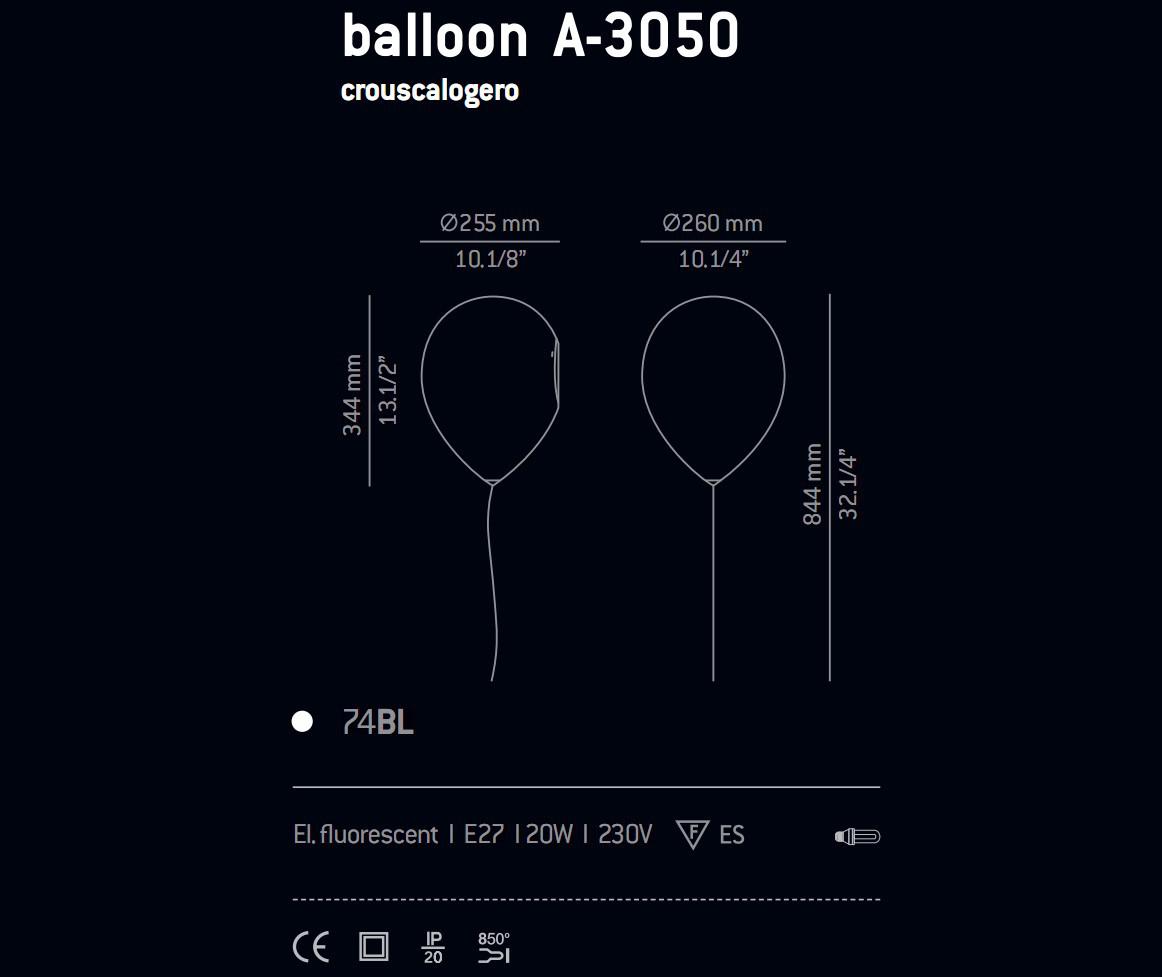 balloon A-3050
crouscalogero
Ø255 mm
10.1/8”
Ø260 mm
10.1/4”
344 mm
13.1/2”
844 mm
32.1/4”
74BL
El. fluorescent | E27 | 20W | 230V F ES
CE
IP
20
850°